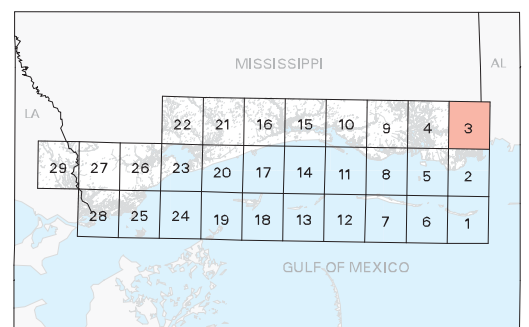 MISSISSIPPI
AL
LA
22 21 16 15 10 9 4 3
29 27 26 23 20 17 14 11 8 5 2
28 25 24 19 18 13 12 7 6 1
GULF OF MEXICO